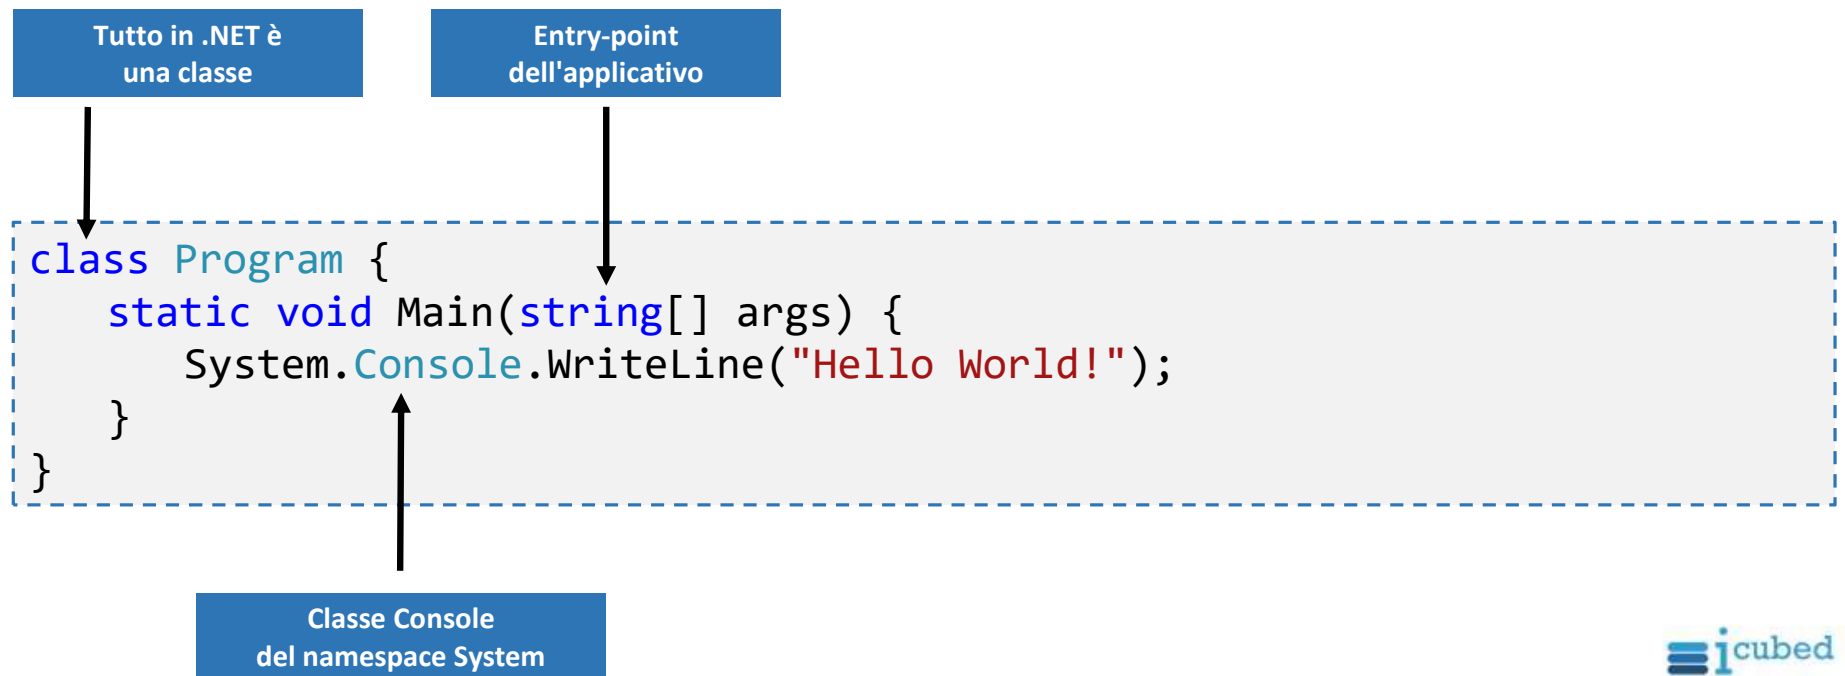 Tutto in .NET è
una classe
Entry-point
dell'applicativo
class Program {
static void Main(string[] args) {
System.Console.WriteLine("Hello World!");
}
}
Classe Console
del namespace System
icubed